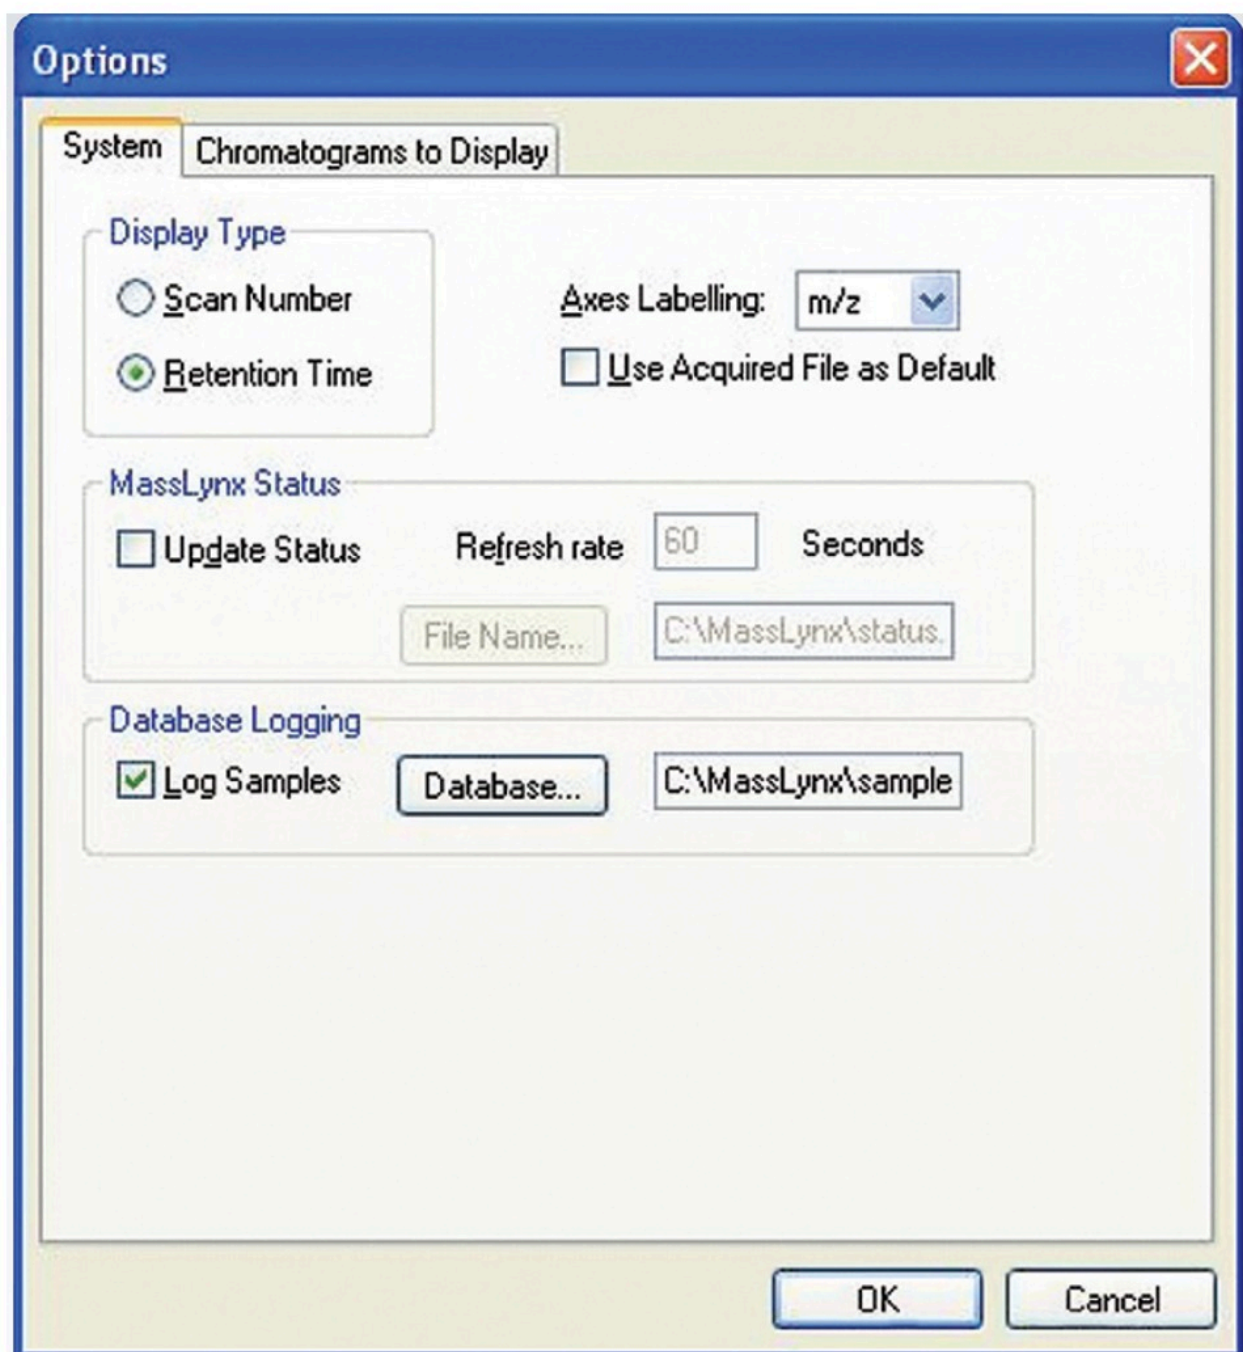 Options
System
Chromatograms to Display
Display Type
Scan Number
Retention Time
Axes Labelling: m/z
Use Acquired File as Default
MassLynx Status
Update Status
Refresh rate 60 Seconds
File Name... C:\MassLynx\status.
Database Logging
Log Samples
Database... C:\MassLynx\sample
OK
Cancel